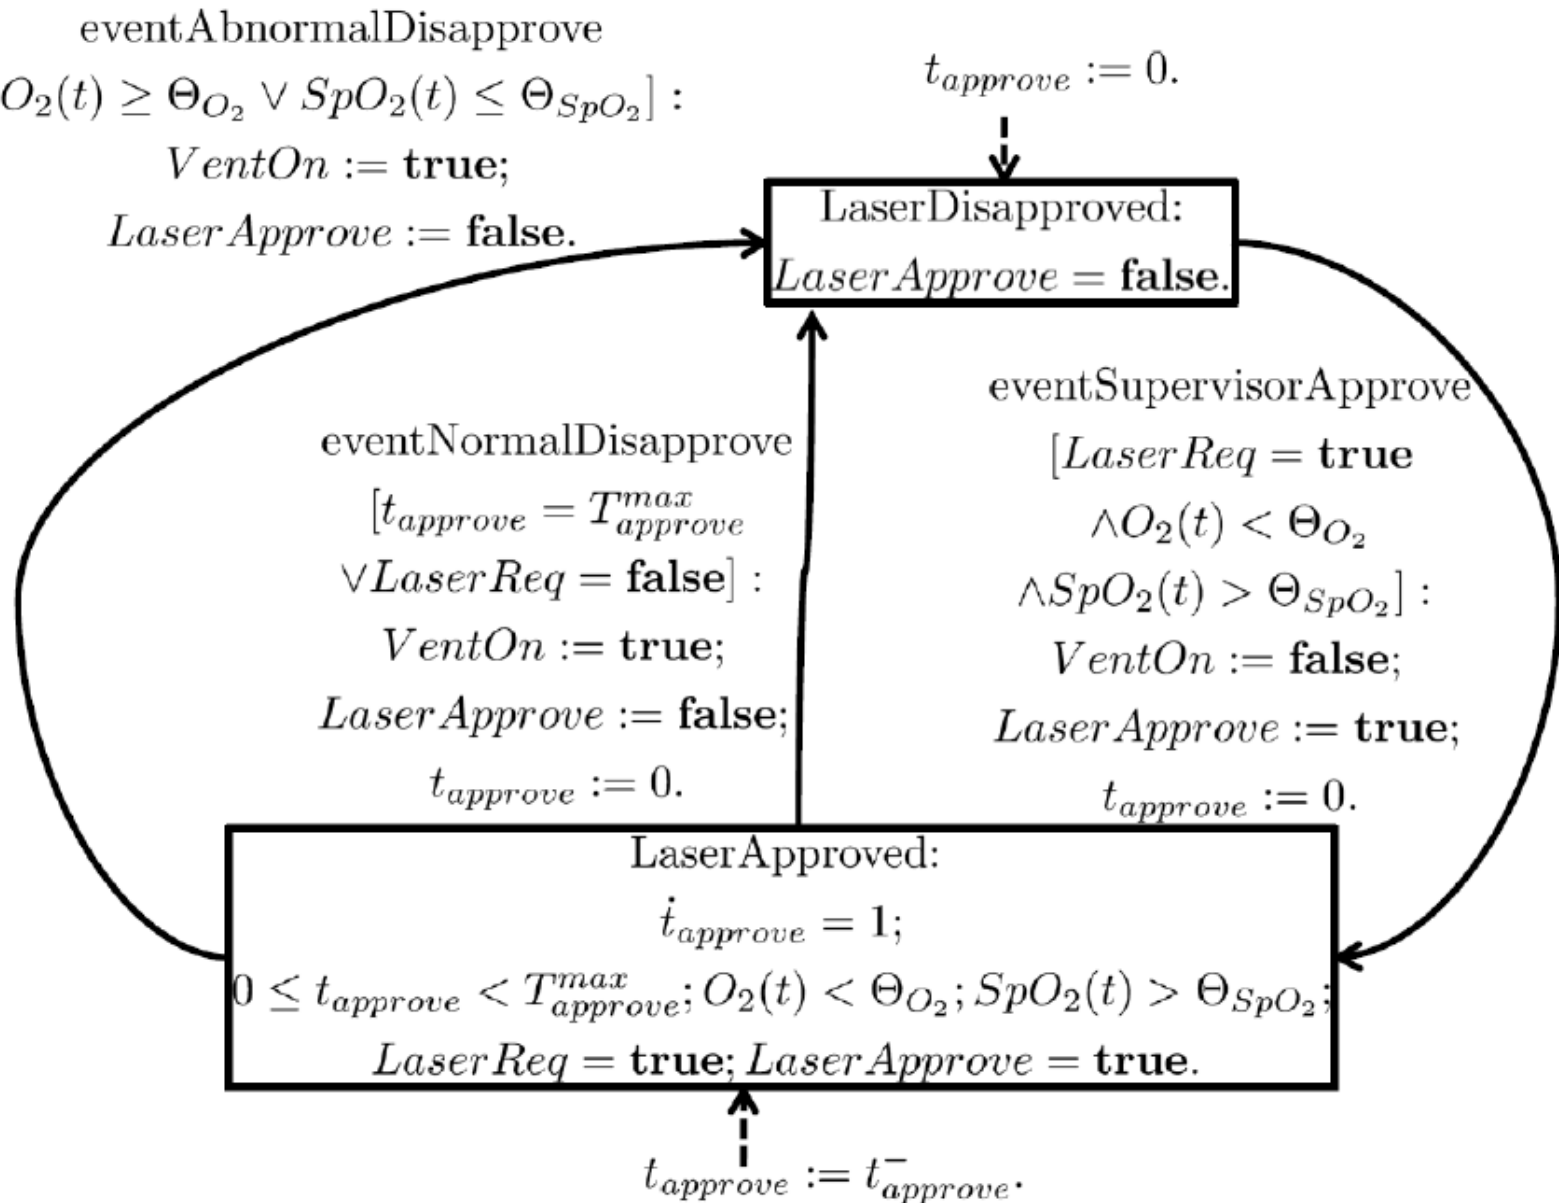 eventAbnormalDisapprove
O₂(t) ≥ Θ_{O₂} ∨ SpO₂(t) ≤ Θ_{SpO₂}] :
VentOn := true;
LaserApprove := false.
t_{approve} := 0.
LaserDisapproved:
LaserApprove = false.
eventNormalDisapprove
[t_{approve} = T_{approve}^{max}
∨LaserReq = false] :
VentOn := true;
LaserApprove := false;
t_{approve} := 0.
eventSupervisorApprove
[LaserReq = true
∧O₂(t) < Θ_{O₂}
∧SpO₂(t) > Θ_{SpO₂}] :
VentOn := false;
LaserApprove := true;
t_{approve} := 0.
LaserApproved:
ṫ_{approve} = 1;
0 ≤ t_{approve} < T_{approve}^{max}; O₂(t) < Θ_{O₂}; SpO₂(t) > Θ_{SpO₂};
LaserReq = true; LaserApprove = true.
t_{approve} := t_{approve}^{−}.